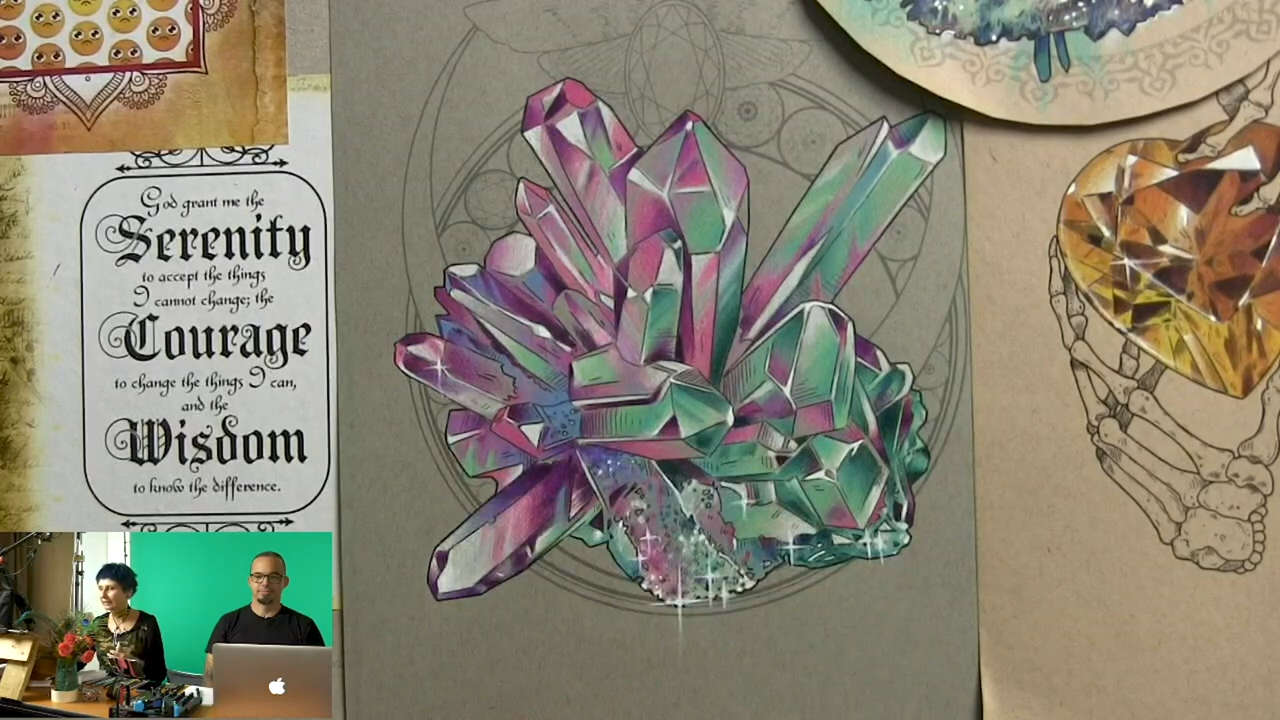 God grant me the
Serenity
to accept the things
I cannot change; the
Courage
to change the things I can,
and the
Wisdom
to know the difference.